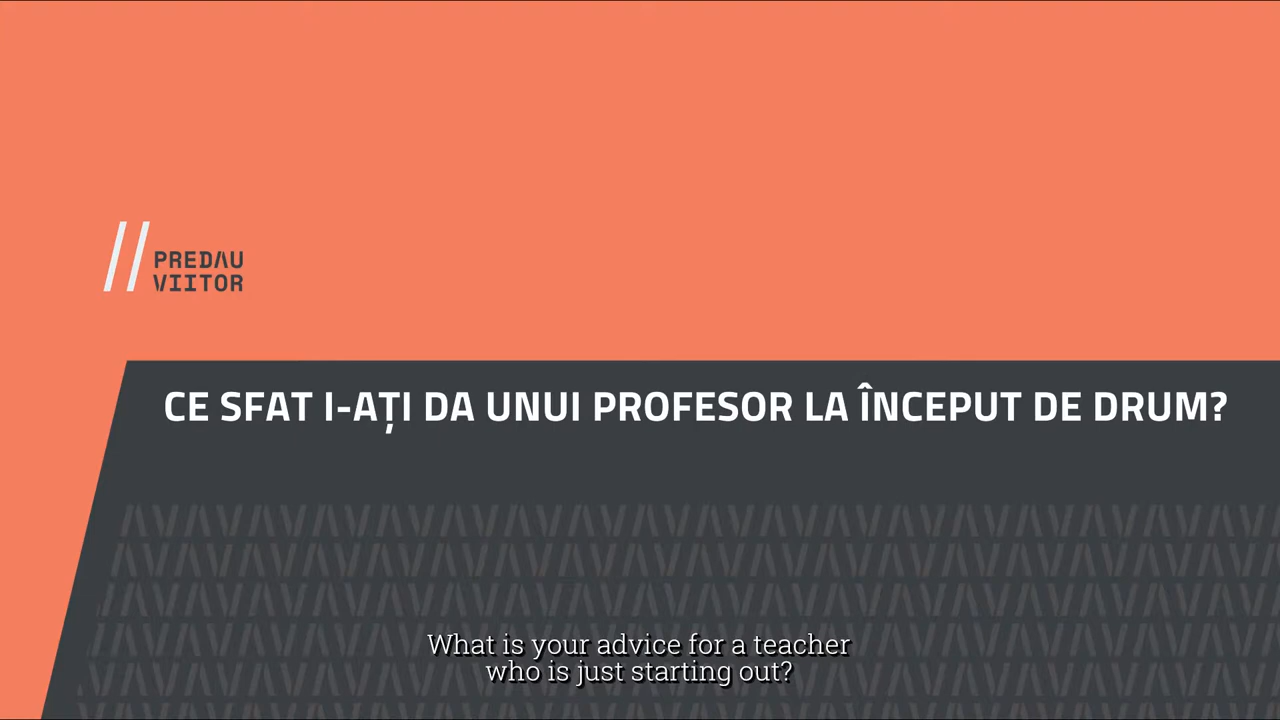 PREDAU
VIITOR
CE SFAT I-AȚI DA UNUI PROFESOR LA ÎNCEPUT DE DRUM?
What is your advice for a teacher
who is just starting out?